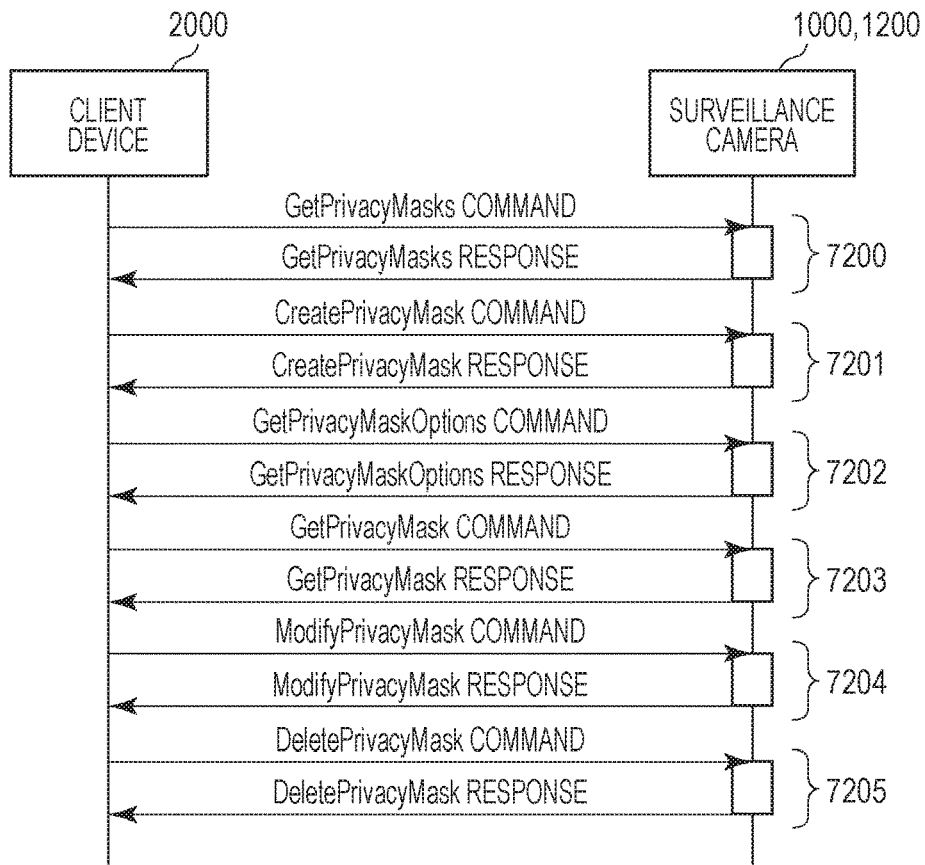 2000
1000,1200
CLIENT
DEVICE
SURVEILLANCE
CAMERA
GetPrivacyMasks COMMAND
GetPrivacyMasks RESPONSE
7200
CreatePrivacyMask COMMAND
CreatePrivacyMask RESPONSE
7201
GetPrivacyMaskOptions COMMAND
GetPrivacyMaskOptions RESPONSE
7202
GetPrivacyMask COMMAND
GetPrivacyMask RESPONSE
7203
ModifyPrivacyMask COMMAND
ModifyPrivacyMask RESPONSE
7204
DeletePrivacyMask COMMAND
DeletePrivacyMask RESPONSE
7205